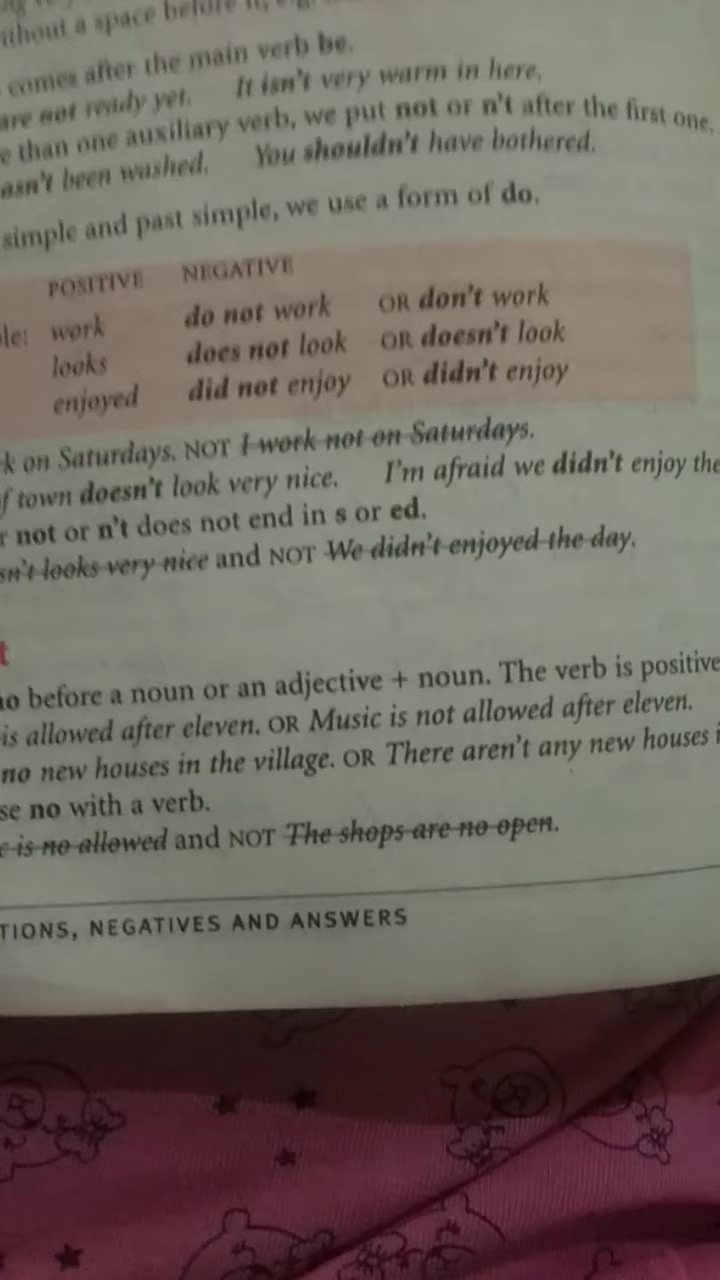 without a space before it, e.g.
comes after the main verb be.
are not ready yet. It isn't very warm in here.
than one auxiliary verb, we put not or n't after the first one.
asn't been washed. You shouldn't have bothered.
simple and past simple, we use a form of do.
POSITIVE NEGATIVE
le: work do not work OR don't work
looks does not look OR doesn't look
enjoyed did not enjoy OR didn't enjoy
k on Saturdays. NOT I work not on Saturdays.
f town doesn't look very nice. I'm afraid we didn't enjoy the
r not or n't does not end in s or ed.
sn't looks very nice and NOT We didn't enjoyed the day.
t
no before a noun or an adjective + noun. The verb is positive
is allowed after eleven. OR Music is not allowed after eleven.
no new houses in the village. OR There aren't any new houses i
se no with a verb.
c is no allowed and NOT The shops are no open.
TIONS, NEGATIVES AND ANSWERS